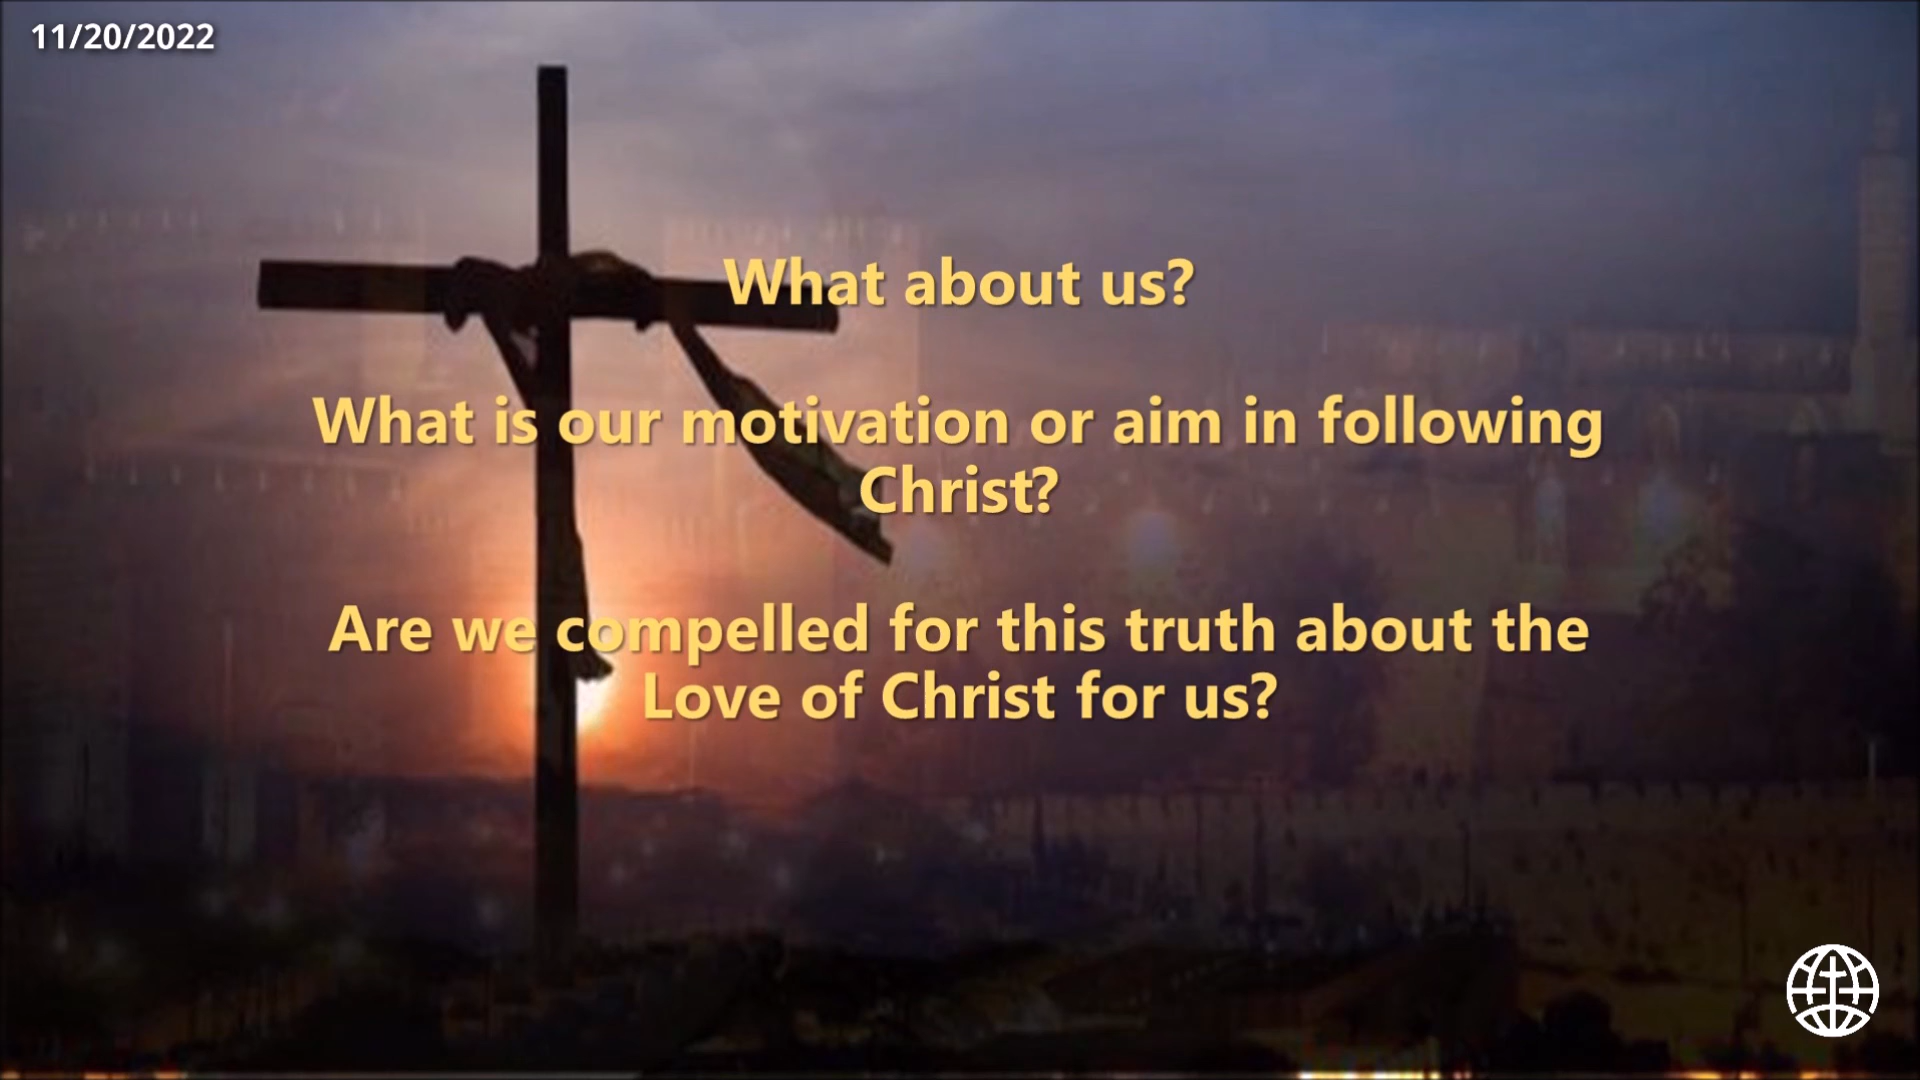 11/20/2022
What about us?
What is our motivation or aim in following
Christ?
Are we compelled for this truth about the
Love of Christ for us?